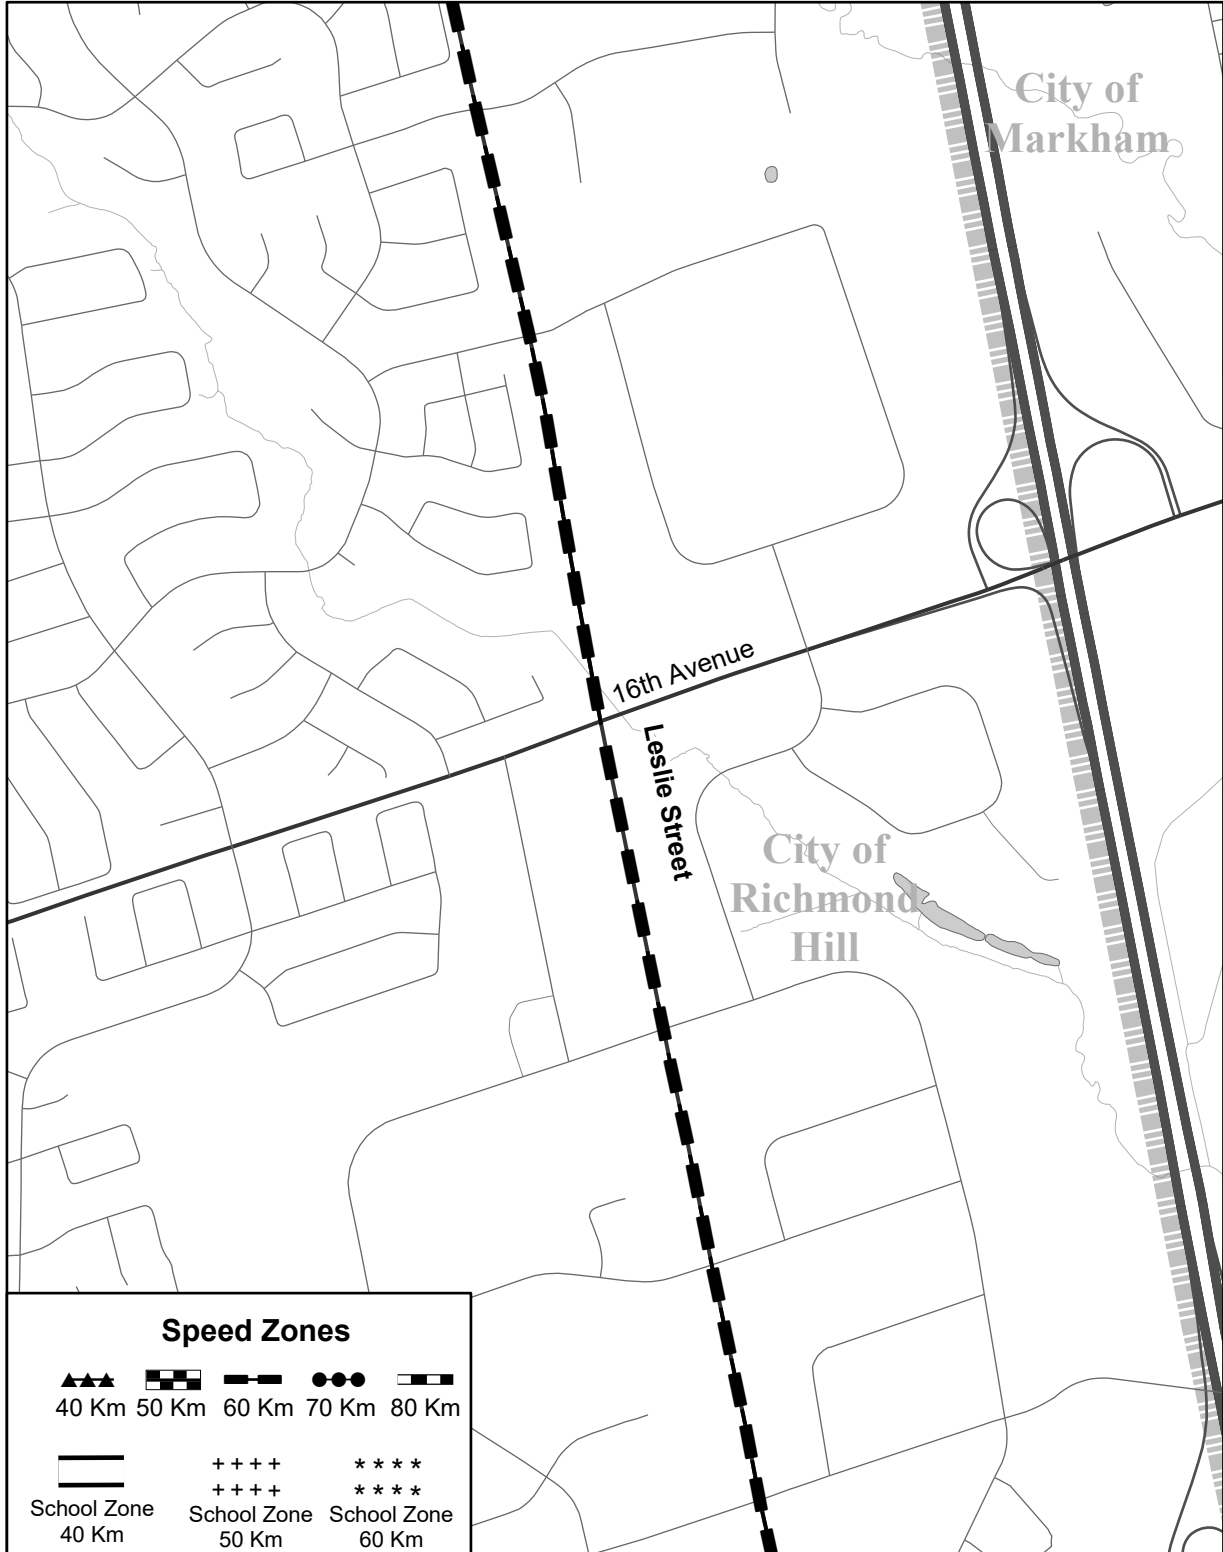 City of
Markham
16th Avenue
Leslie Street
City of
Richmond
Hill
Speed Zones
40 Km 50 Km 60 Km 70 Km 80 Km
School Zone
40 Km
School Zone
50 Km
School Zone
60 Km